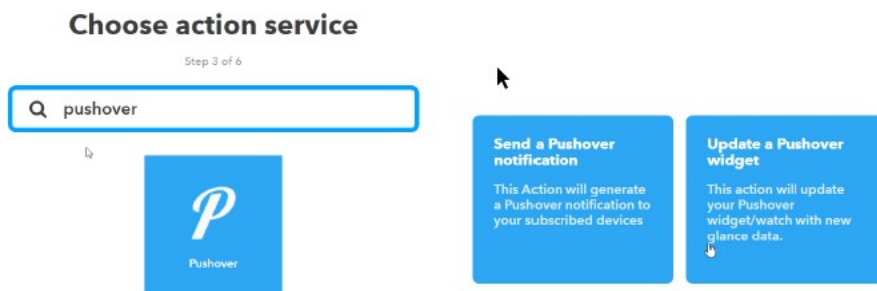 Choose action service
Step 3 of 6
pushover
Pushover
Send a Pushover
notification
This Action will generate
a Pushover notification to
your subscribed devices
Update a Pushover
widget
This action will update
your Pushover
widget/watch with new
glance data.